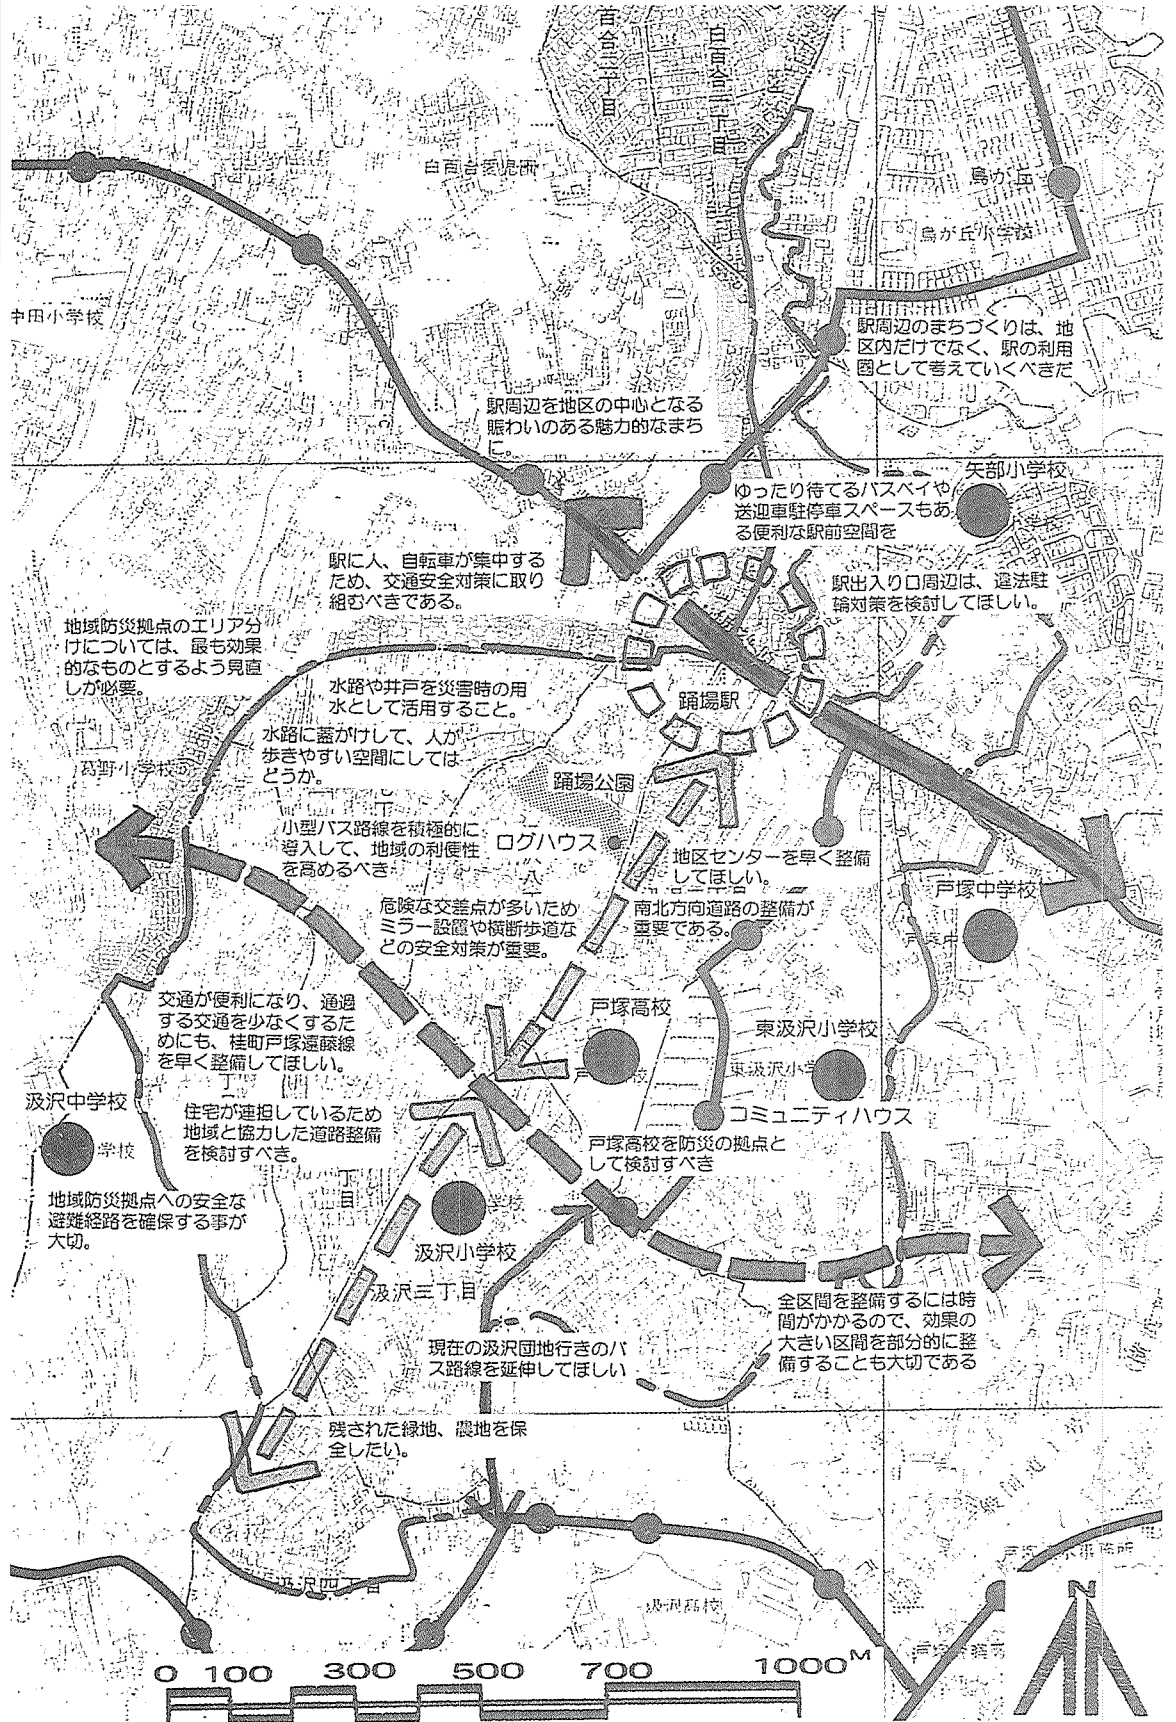 百合三丁目
白百合二丁目
白百合愛児園
鳥が丘
鳥が丘小学校
中田小学校
駅周辺のまちづくりは、地
区内だけでなく、駅の利用
圏として考えていくべきだ
駅周辺を地区の中心となる
賑わいのある魅力的なまち
に。
矢部小学校
ゆったり待てるバスベイや
送迎車駐停車スペースもあ
る便利な駅前空間を
駅に人、自転車が集中する
ため、交通安全対策に取り
組むべきである。
駅出入り口周辺は、違法駐
輪対策を検討してほしい。
地域防災拠点のエリア分
けについては、最も効果
的なものとするよう見直
しが必要。
水路や井戸を災害時の用
水として活用すること。
踊場駅
水路に蓋がけして、人が
歩きやすい空間にしては
どうか。
葛野小学校
踊場公園
小型バス路線を積極的に
導入して、地域の利便性
を高めるべき
ログハウス
地区センターを早く整備
してほしい。
戸塚中学校
危険な交差点が多いため
ミラー設置や横断歩道な
どの安全対策が重要。
南北方向道路の整備が
重要である。
交通が便利になり、通過
する交通を少なくするた
めにも、桂町戸塚遠藤線
を早く整備してほしい。
戸塚高校
東汲沢小学校
東汲沢小学
汲沢中学校
学校
住宅が連担しているため
地域と協力した道路整備
を検討すべき。
コミュニティハウス
戸塚高校を防災の拠点と
して検討すべき
丁目
地域防災拠点への安全な
避難経路を確保する事が
大切。
学校
汲沢小学校
汲沢三丁目
全区間を整備するには時
間がかかるので、効果の
大きい区間を部分的に整
備することも大切である
現在の汲沢団地行きのバ
ス路線を延伸してほしい
残された緑地、農地を保
全したい。
汲沢四丁目
汲沢高校
N
0 100 300 500 700 1000M